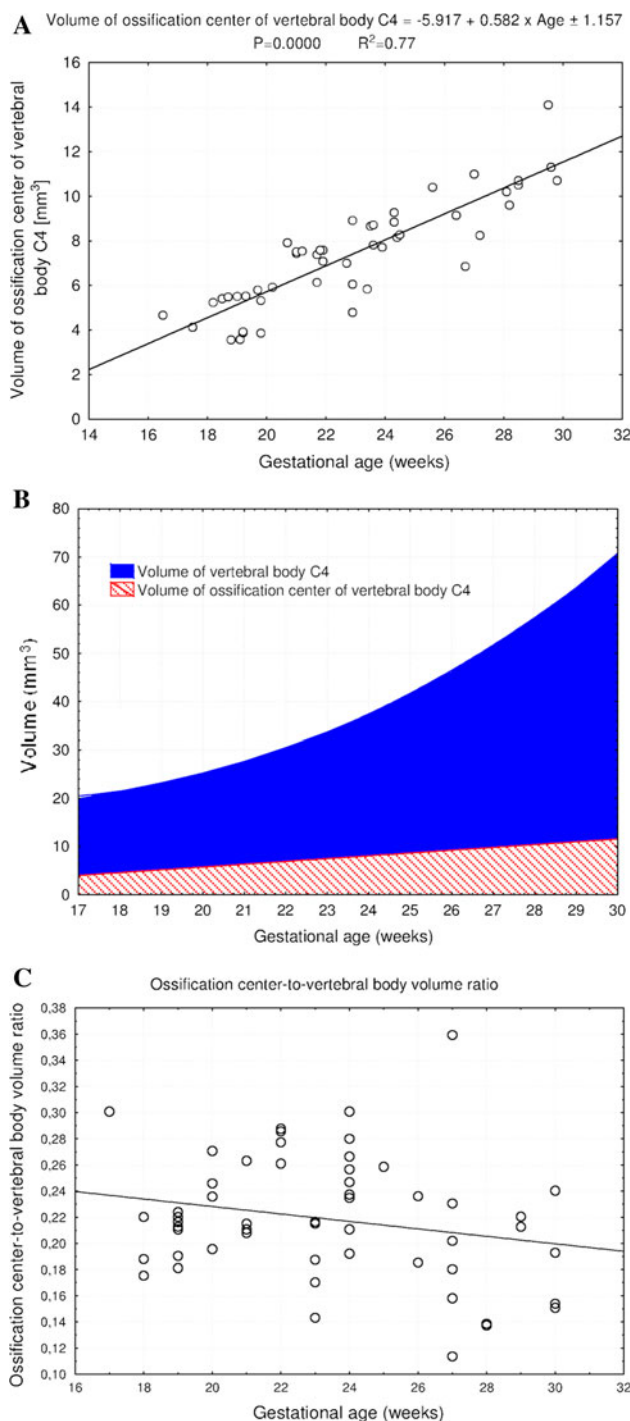 A
Volume of ossification center of vertebral body C4 = -5.917 + 0.582 x Age ± 1.157
P=0.0000 R²=0.77
Volume of ossification center of vertebral
body C4 [mm³]
16
14
12
10
8
6
4
2
0
14 16 18 20 22 24 26 28 30 32
Gestational age (weeks)
B
Volume (mm³)
80
70
60
50
40
30
20
10
0
Volume of vertebral body C4
Volume of ossification center of vertebral body C4
17 18 19 20 21 22 23 24 25 26 27 28 29 30
Gestational age (weeks)
C
Ossification center-to-vertebral body volume ratio
Ossification center-to-vertebral body volume ratio
0,38
0,36
0,34
0,32
0,30
0,28
0,26
0,24
0,22
0,20
0,18
0,16
0,14
0,12
0,10
16 18 20 22 24 26 28 30 32
Gestational age (weeks)